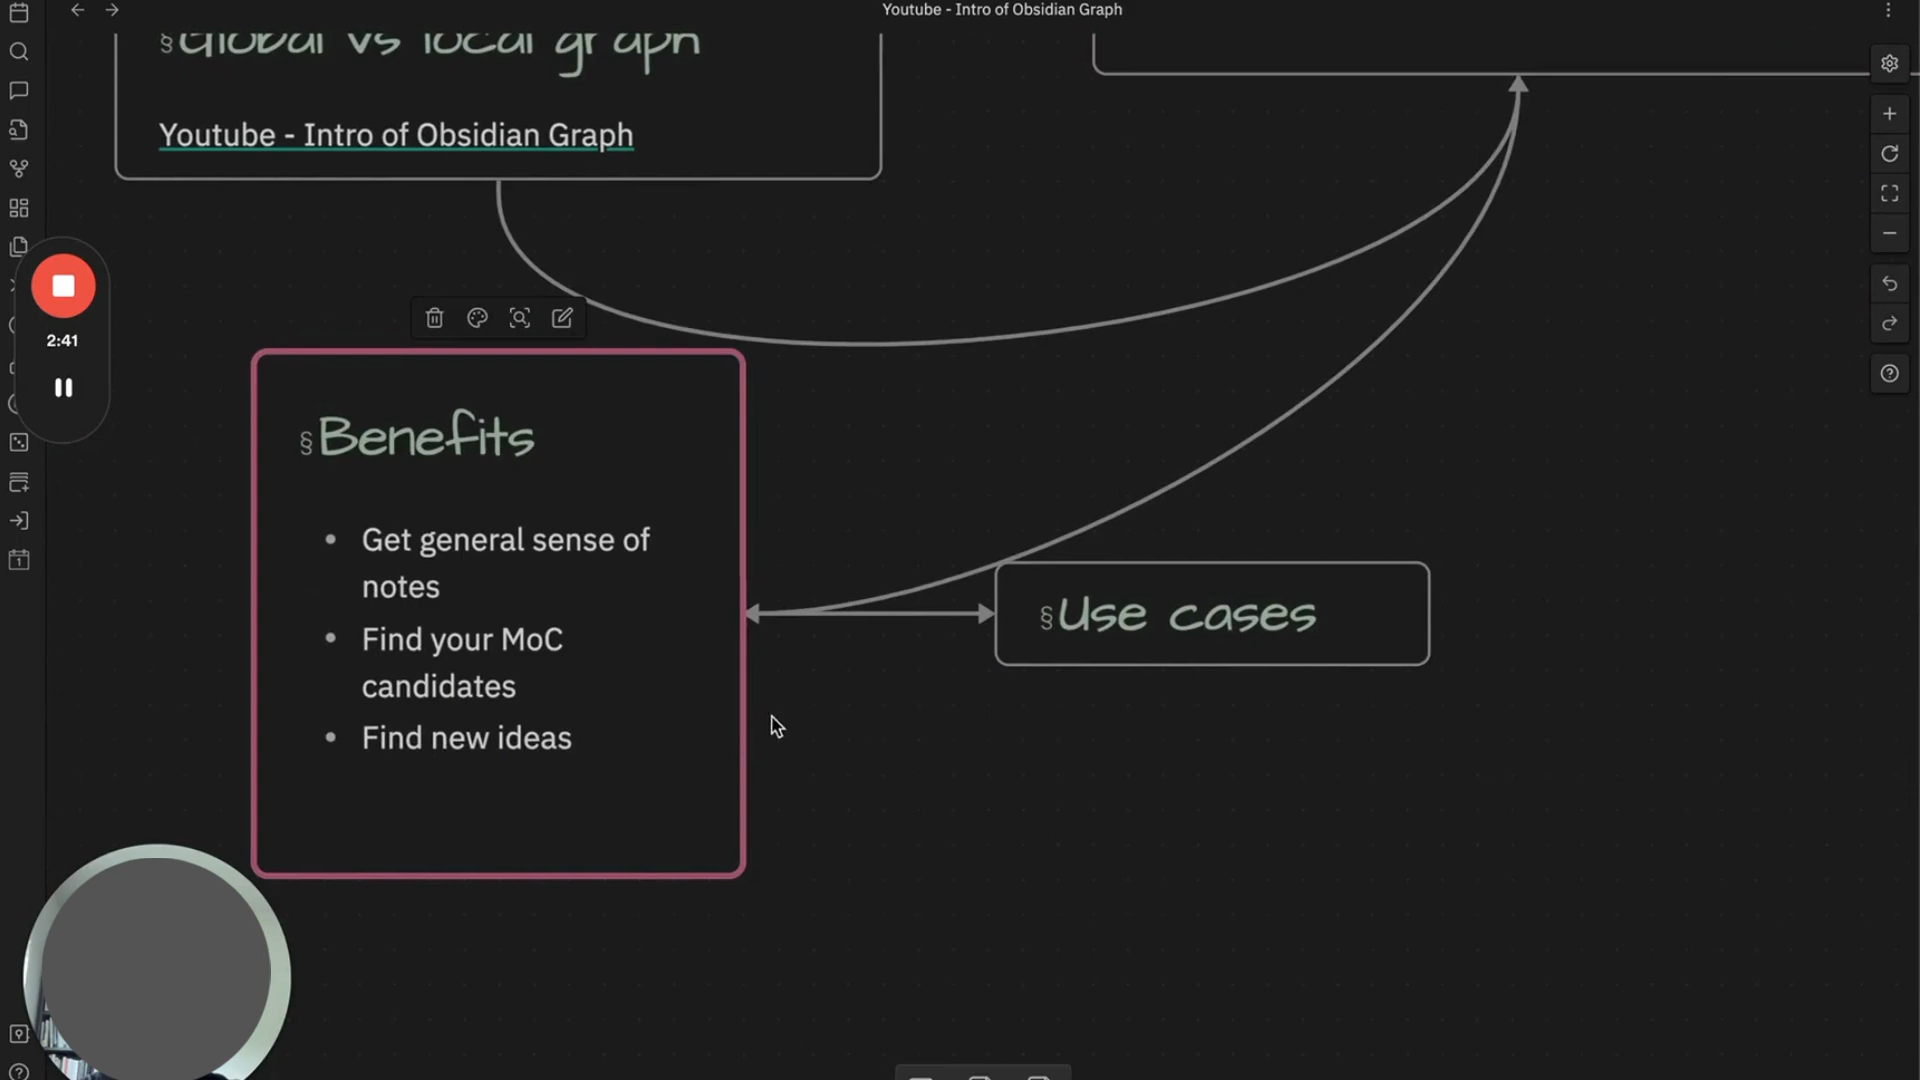 Youtube - Intro of Obsidian Graph
§Global vs local graph
Youtube - Intro of Obsidian Graph
2:41
§Benefits
• Get general sense of
notes
• Find your MoC
candidates
• Find new ideas
§Use cases
1